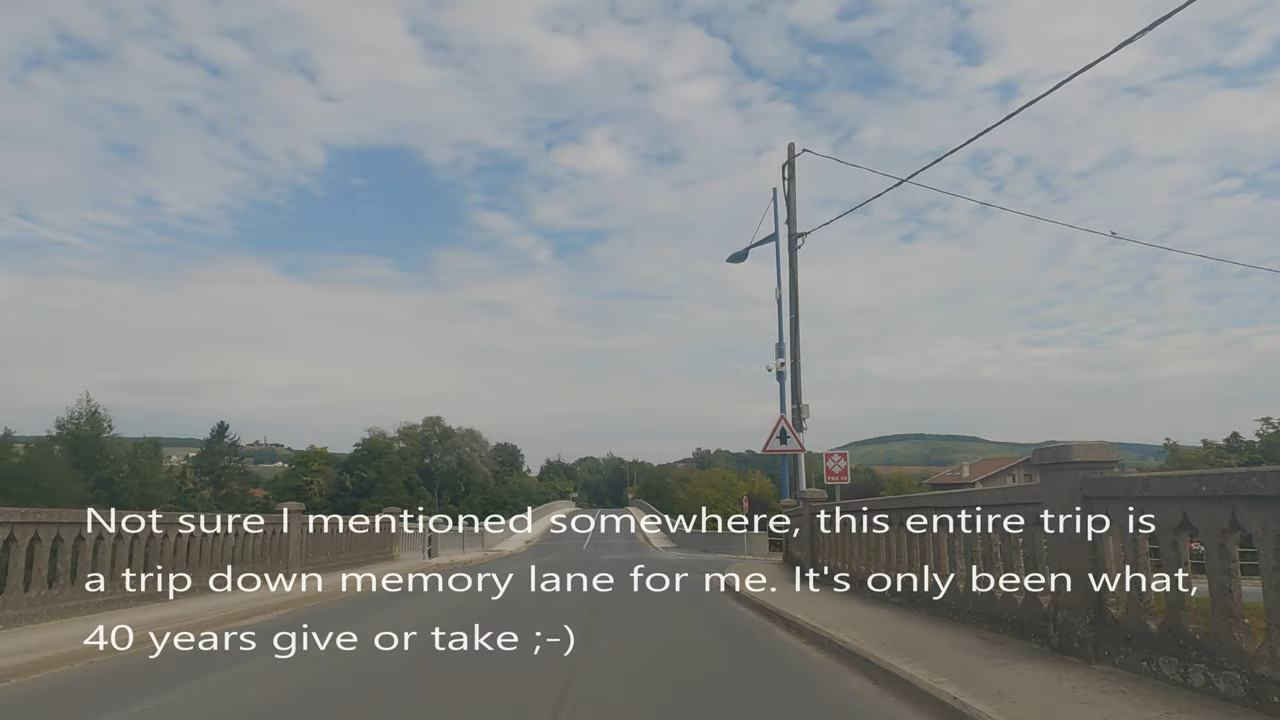 Not sure I mentioned somewhere, this entire trip is
a trip down memory lane for me. It's only been what,
40 years give or take ;-)